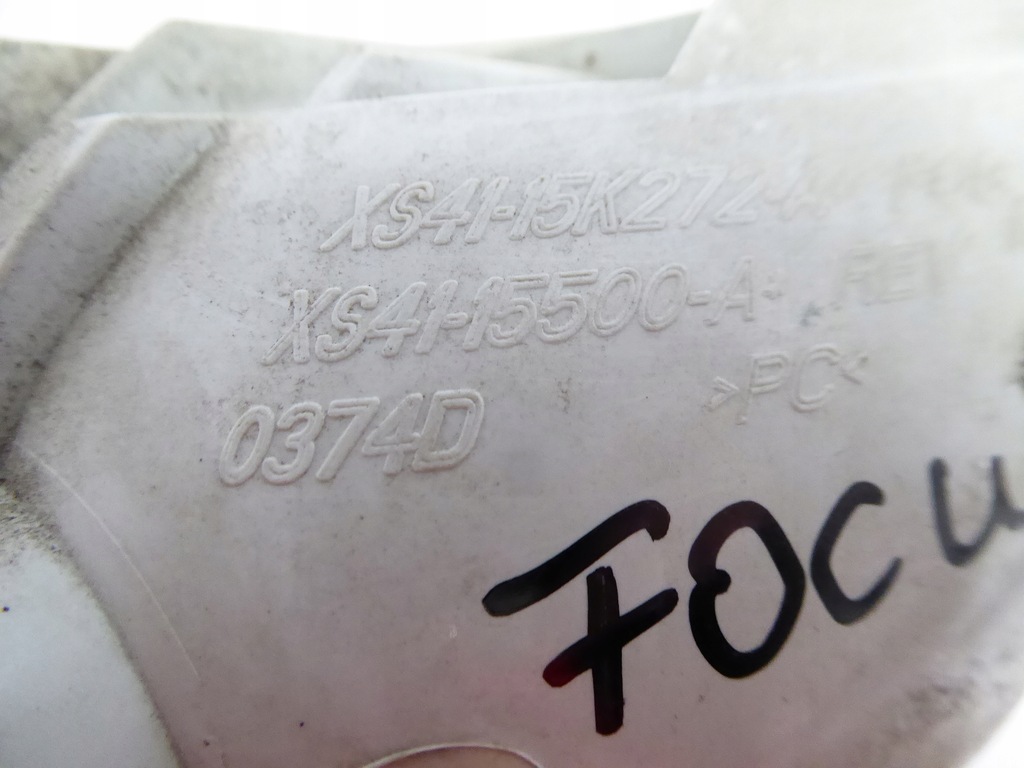 XS41-15K272-A
XS41-15500-A
0374D
>PC<
FOCU